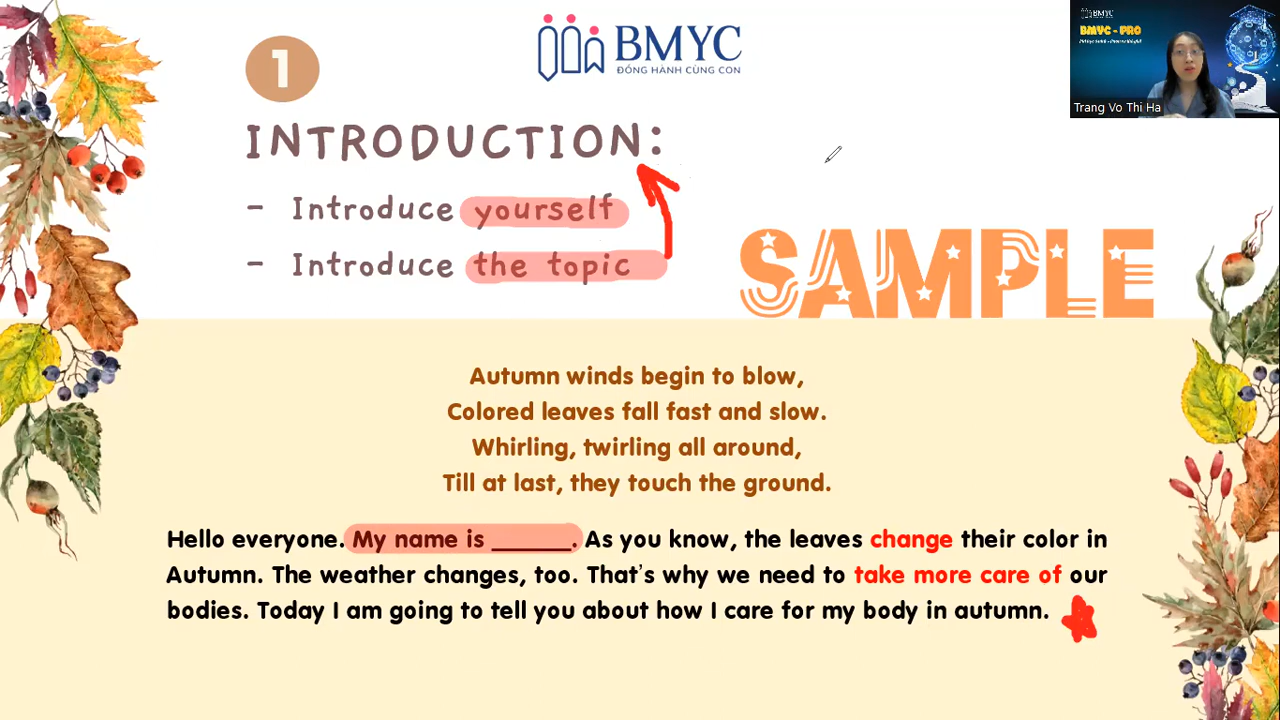 BMYC
ĐỒNG HÀNH CÙNG CON
BMYC
BMYC - PRO
Trang Vo Thi Ha
1
INTRODUCTION:
- Introduce yourself
- Introduce the topic
SAMPLE
Autumn winds begin to blow,
Colored leaves fall fast and slow.
Whirling, twirling all around,
Till at last, they touch the ground.
Hello everyone. My name is ______. As you know, the leaves change their color in
Autumn. The weather changes, too. That's why we need to take more care of our
bodies. Today I am going to tell you about how I care for my body in autumn.